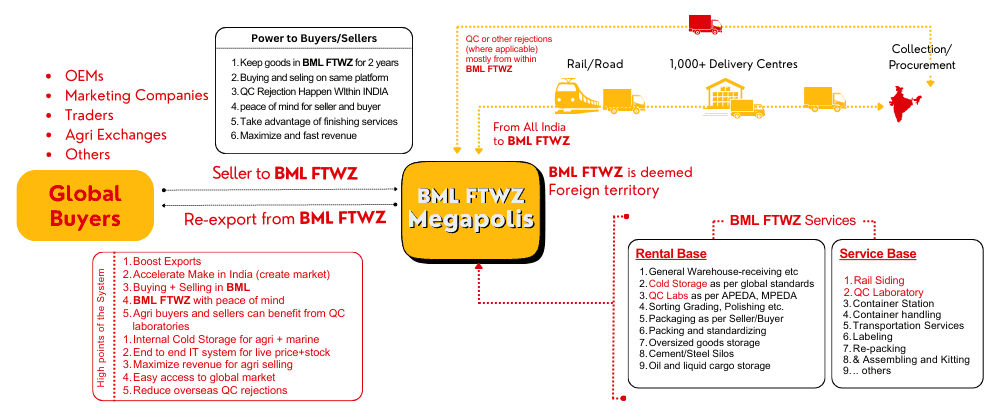 Power to Buyers/Sellers
1. Keep goods in BML FTWZ for 2 years
2. Buying and seling on same platform
3. QC Rejection Happen WIthin INDIA
4. peace of mind for seller and buyer
5. Take advantage of finishing services
6. Maximize and fast revenue
• OEMs
• Marketing Companies
• Traders
• Agri Exchanges
• Others
Global
Buyers
Seller to BML FTWZ
Re-export from BML FTWZ
BML FTWZ
Megapolis
QC or other rejections
(where applicable)
mostly from within
BML FTWZ
Rail/Road
1,000+ Delivery Centres
Collection/
Procurement
From All India
to BML FTWZ
BML FTWZ is deemed
Foreign territory
High points of the System
1. Boost Exports
2. Accelerate Make in India (create market)
3. Buying + Selling in BML
4. BML FTWZ with peace of mind
5. Agri buyers and sellers can benefit from QC
laboratories
1. Internal Cold Storage for agri + marine
2. End to end IT system for live price+stock
3. Maximize revenue for agri selling
4. Easy access to global market
5. Reduce overseas QC rejections
BML FTWZ Services
Rental Base
1. General Warehouse-receiving etc
2. Cold Storage as per global standards
3. QC Labs as per APEDA, MPEDA
4. Sorting Grading, Polishing etc.
5. Packaging as per Seller/Buyer
6. Packing and standardizing
7. Oversized goods storage
8. Cement/Steel Silos
9. Oil and liquid cargo storage
Service Base
1. Rail Siding
2. QC Laboratory
3. Container Station
4. Container handling
5. Transportation Services
6. Labeling
7. Re-packing
8. & Assembling and Kitting
9... others